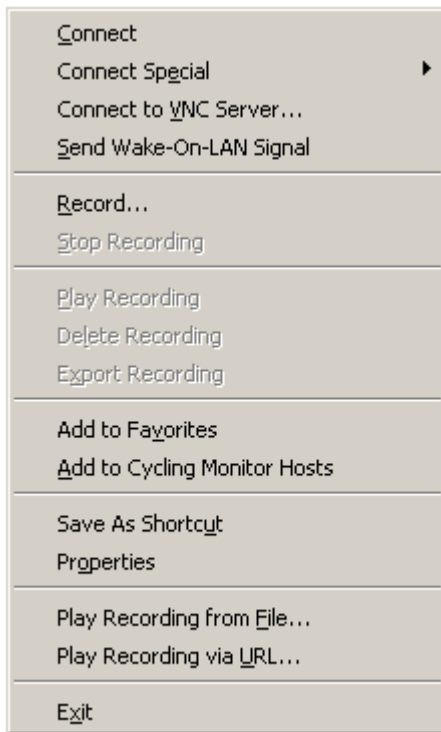 Connect
Connect Special
Connect to VNC Server...
Send Wake-On-LAN Signal
Record...
Stop Recording
Play Recording
Delete Recording
Export Recording
Add to Favorites
Add to Cycling Monitor Hosts
Save As Shortcut
Properties
Play Recording from File...
Play Recording via URL...
Exit